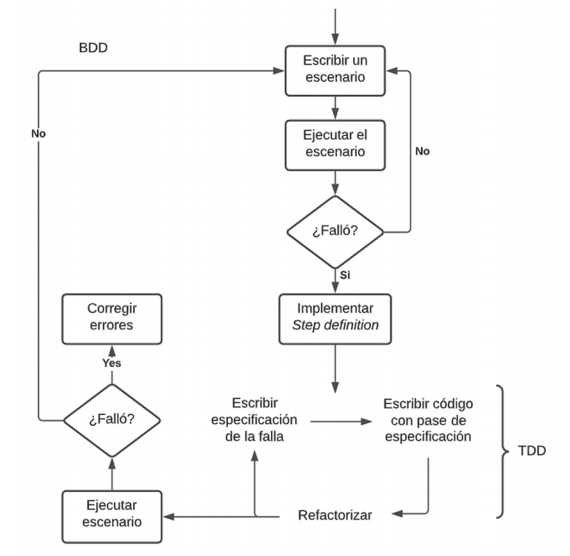 BDD
Escribir un
escenario
Ejecutar el
escenario
No
No
¿Falló?
Si
Implementar
Step definition
Corregir
errores
Yes
¿Falló?
Escribir
especificación
de la falla
Escribir código
con pase de
especificación
TDD
Ejecutar
escenario
Refactorizar